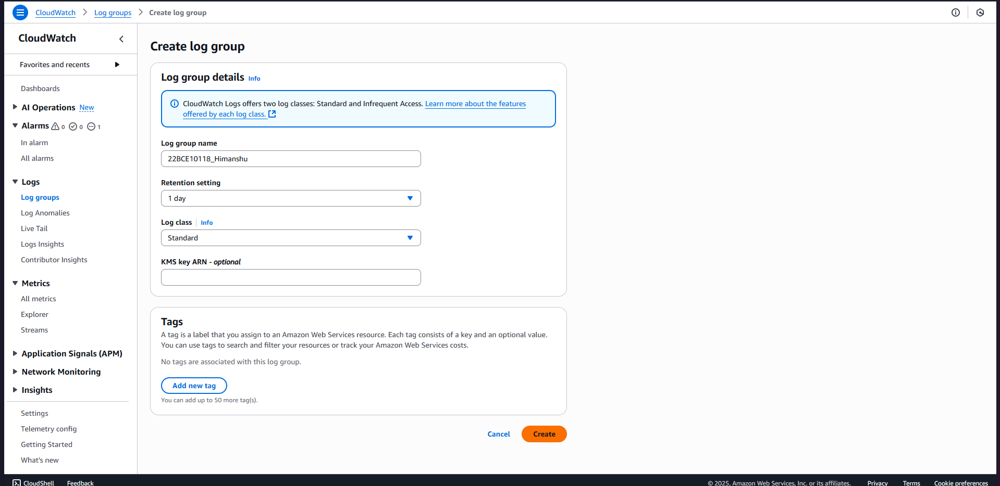 CloudWatch > Log groups > Create log group
CloudWatch
Favorites and recents
Dashboards
AI Operations New
Alarms 0 0 1
In alarm
All alarms
Logs
Log groups
Log Anomalies
Live Tail
Logs Insights
Contributor Insights
Metrics
All metrics
Explorer
Streams
Application Signals (APM)
Network Monitoring
Insights
Settings
Telemetry config
Getting Started
What's new
Create log group
Log group details Info
CloudWatch Logs offers two log classes: Standard and Infrequent Access. Learn more about the features
offered by each log class.
Log group name
22BCE10118_Himanshu
Retention setting
1 day
Log class Info
Standard
KMS key ARN - optional
Tags
A tag is a label that you assign to an Amazon Web Services resource. Each tag consists of a key and an optional value.
You can use tags to search and filter your resources or track your Amazon Web Services costs.
No tags are associated with this log group.
Add new tag
You can add up to 50 more tag(s).
Cancel Create
CloudShell Feedback © 2025, Amazon Web Services, Inc. or its affiliates. Privacy Terms Cookie preferences